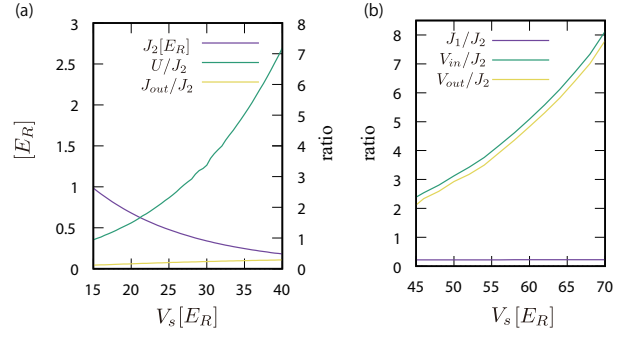 (a)
[E_R]
3
2.5
2
1.5
1
0.5
0
J_2[E_R]
U/J_2
J_out/J_2
8
7
6
5
4
3
2
1
0
ratio
15 20 25 30 35 40
V_s[E_R]
(b)
ratio
8
7
6
5
4
3
2
1
0
J_1/J_2
V_in/J_2
V_out/J_2
45 50 55 60 65 70
V_s[E_R]